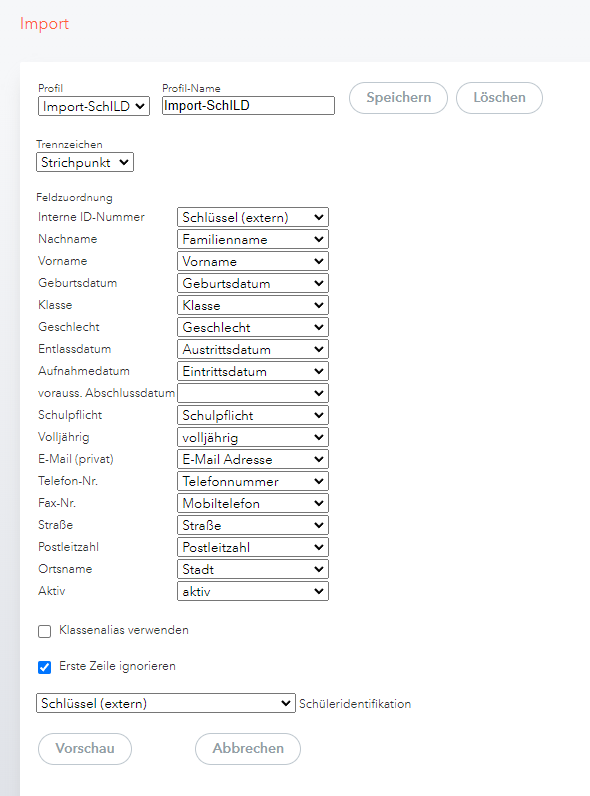 Import
Profil Profil-Name
Import-SchILD Import-SchILD Speichern Löschen
Trennzeichen
Strichpunkt
Feldzuordnung
Interne ID-Nummer Schlüssel (extern)
Nachname Familienname
Vorname Vorname
Geburtsdatum Geburtsdatum
Klasse Klasse
Geschlecht Geschlecht
Entlassdatum Austrittsdatum
Aufnahmedatum Eintrittsdatum
vorauss. Abschlussdatum
Schulpflicht Schulpflicht
Volljährig volljährig
E-Mail (privat) E-Mail Adresse
Telefon-Nr. Telefonnummer
Fax-Nr. Mobiltelefon
Straße Straße
Postleitzahl Postleitzahl
Ortsname Stadt
Aktiv aktiv
Klassenalias verwenden
Erste Zeile ignorieren
Schlüssel (extern) Schüleridentifikation
Vorschau Abbrechen